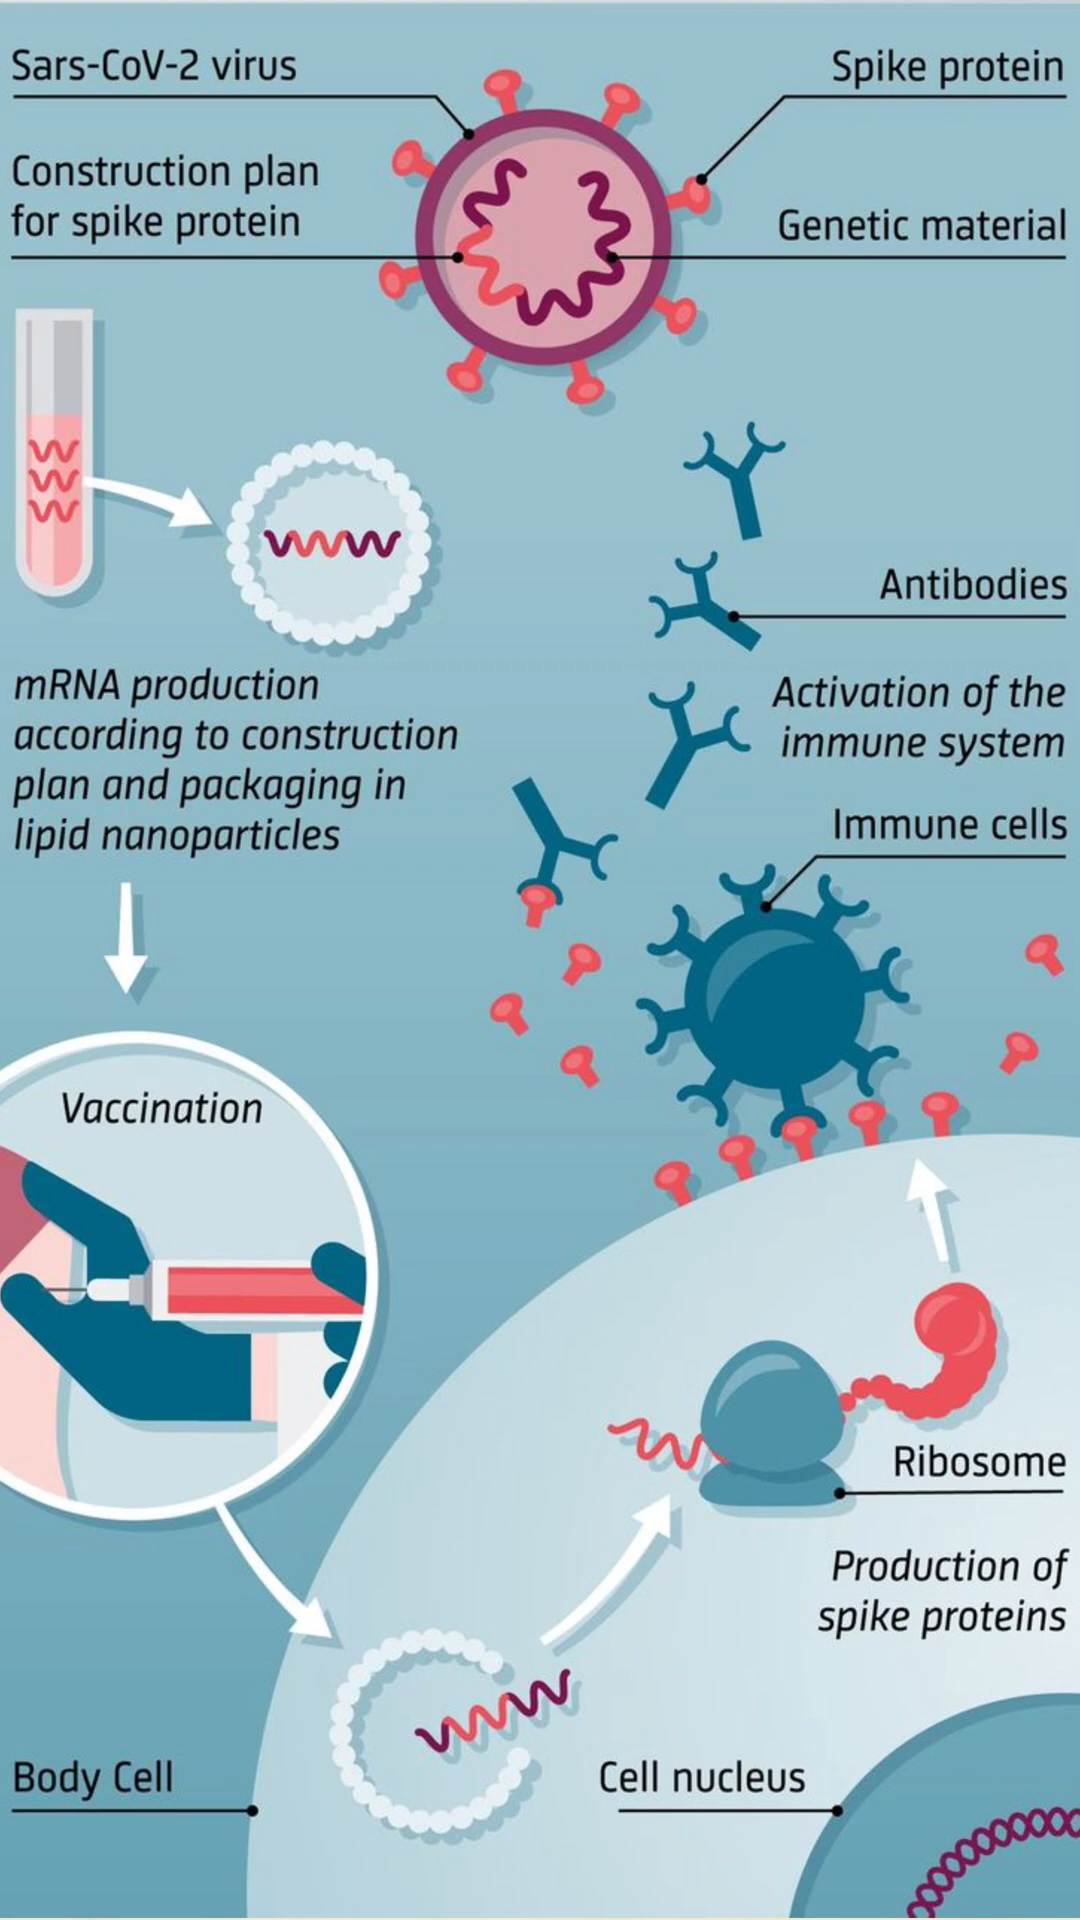 Sars-CoV-2 virus
Spike protein
Construction plan
for spike protein
Genetic material
Antibodies
mRNA production
according to construction
plan and packaging in
lipid nanoparticles
Activation of the
immune system
Immune cells
Vaccination
Ribosome
Production of
spike proteins
Body Cell
Cell nucleus